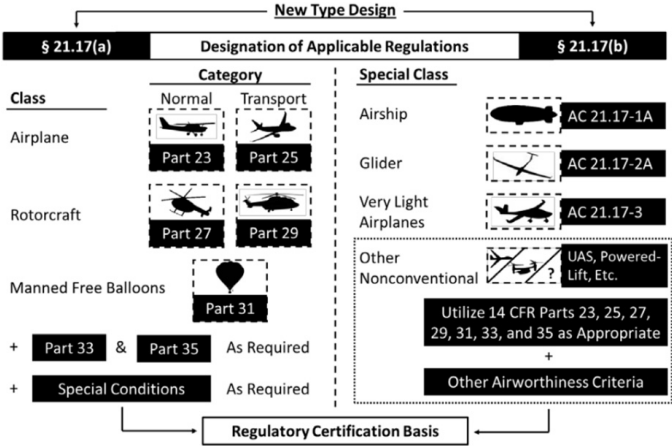 New Type Design
§ 21.17(a)
Designation of Applicable Regulations
§ 21.17(b)
Category
Class
Normal
Transport
Airplane
Part 23
Part 25
Rotorcraft
Part 27
Part 29
Manned Free Balloons
Part 31
+ Part 33 & Part 35 As Required
+ Special Conditions As Required
Special Class
Airship
AC 21.17-1A
Glider
AC 21.17-2A
Very Light
Airplanes
AC 21.17-3
Other
Nonconventional
?
UAS, Powered-
Lift, Etc.
Utilize 14 CFR Parts 23, 25, 27,
29, 31, 33, and 35 as Appropriate
+
Other Airworthiness Criteria
Regulatory Certification Basis